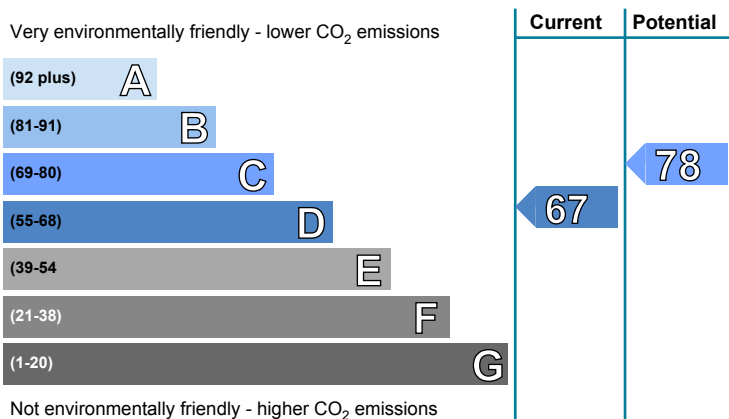 Current Potential
Very environmentally friendly - lower CO2 emissions
(92 plus) A
(81-91) B
(69-80) C
78
(55-68) D
67
(39-54 E
(21-38) F
(1-20) G
Not environmentally friendly - higher CO2 emissions